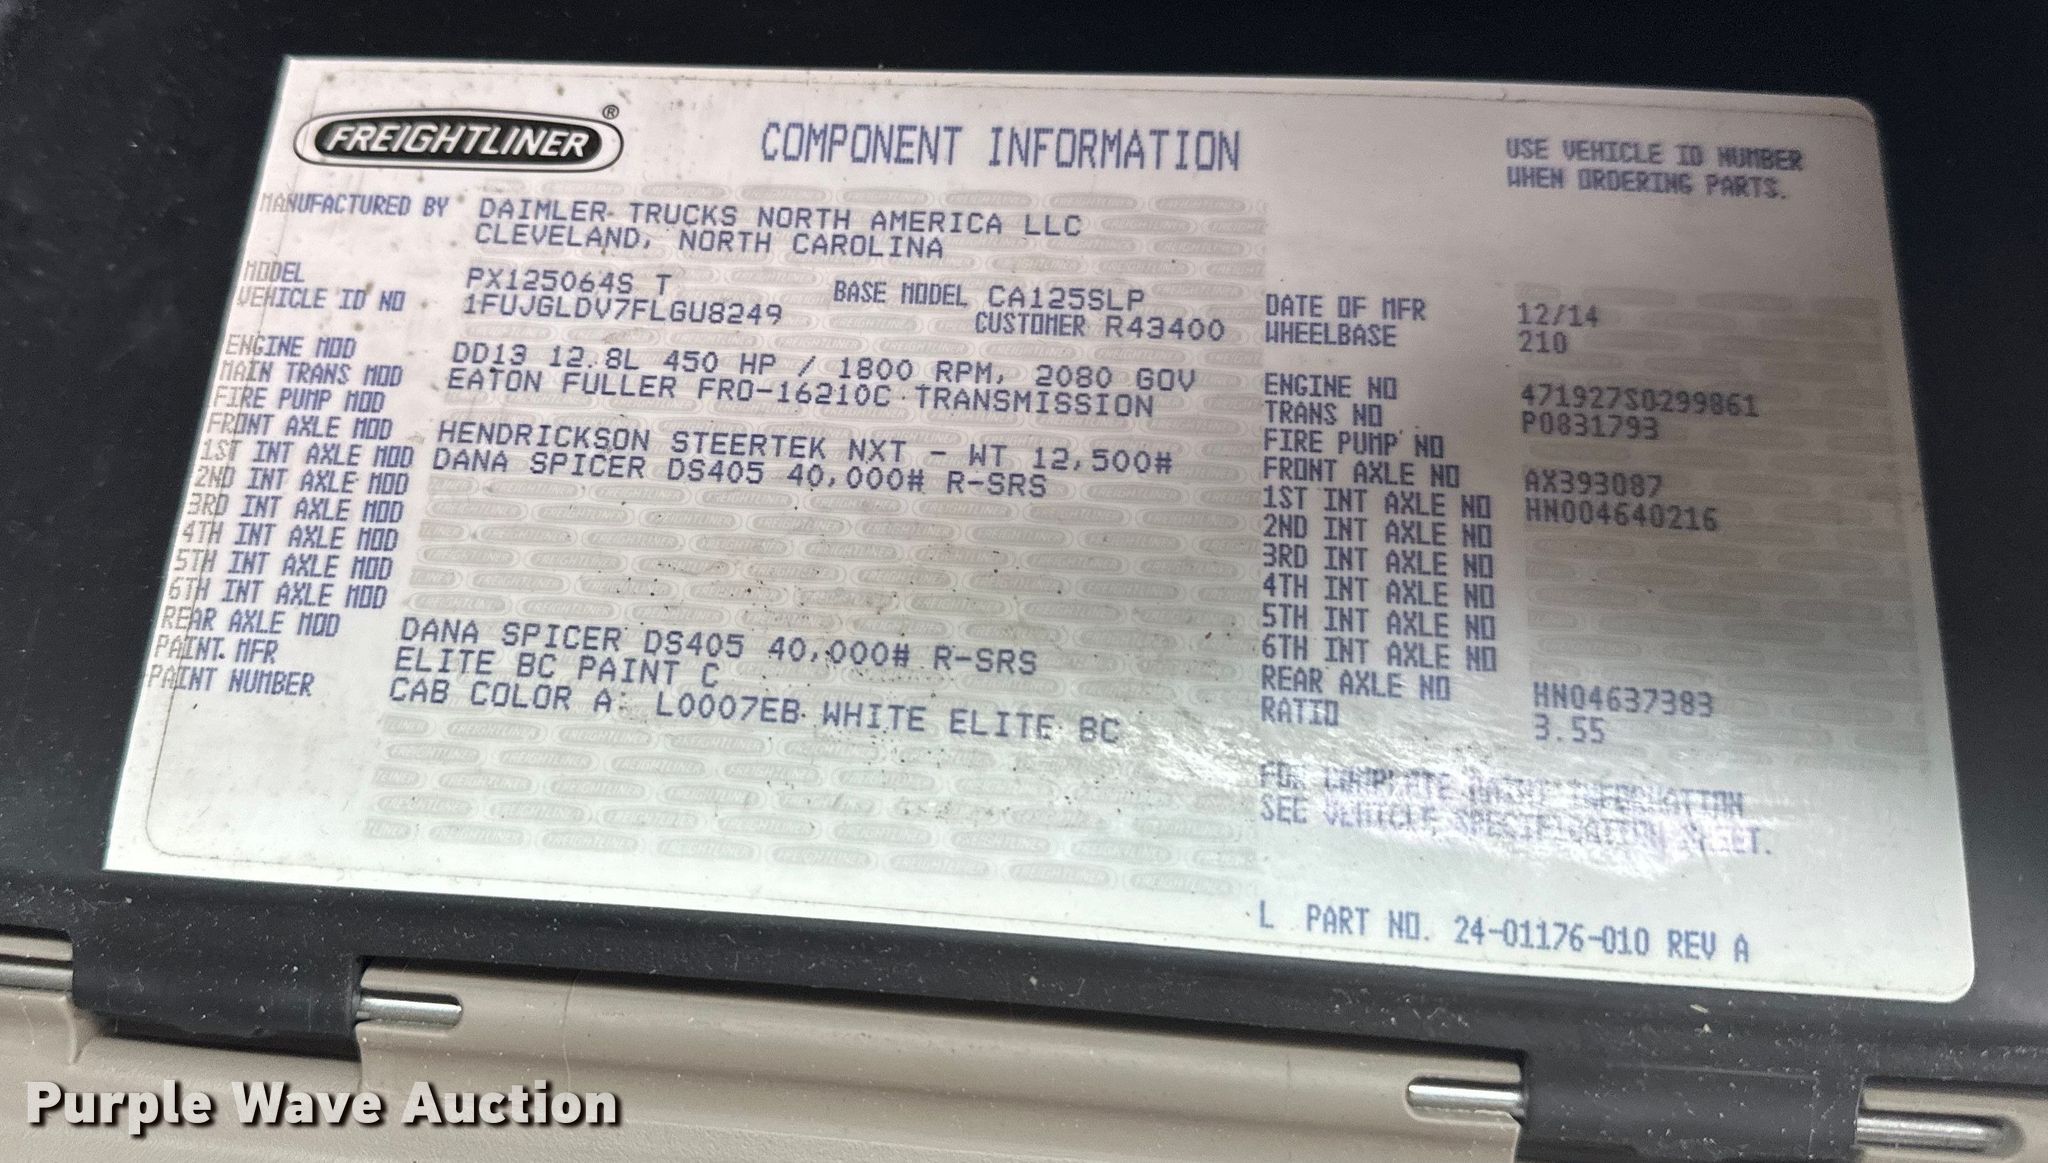 FREIGHTLINER®
COMPONENT INFORMATION
USE VEHICLE ID NUMBER
WHEN ORDERING PARTS.
MANUFACTURED BY DAIMLER TRUCKS NORTH AMERICA LLC
CLEVELAND, NORTH CAROLINA
MODEL PX125064S T BASE MODEL CA125SLP DATE OF MFR 12/14
VEHICLE ID NO 1FUJGLDV7FLGU8249 CUSTOMER R43400 WHEELBASE 210
ENGINE MOD DD13 12.8L 450 HP / 1800 RPM, 2080 GOV ENGINE NO 471927S0299861
MAIN TRANS MOD EATON FULLER FRO-16210C TRANSMISSION TRANS NO P0831793
FIRE PUMP MOD FIRE PUMP NO
FRONT AXLE MOD HENDRICKSON STEERTEK NXT - WT 12,500# FRONT AXLE NO AX393087
1ST INT AXLE MOD DANA SPICER DS405 40,000# R-SRS 1ST INT AXLE NO HN004640216
2ND INT AXLE MOD 2ND INT AXLE NO
3RD INT AXLE MOD 3RD INT AXLE NO
4TH INT AXLE MOD 4TH INT AXLE NO
5TH INT AXLE MOD 5TH INT AXLE NO
6TH INT AXLE MOD 6TH INT AXLE NO
REAR AXLE MOD DANA SPICER DS405 40,000# R-SRS REAR AXLE NO HN04637383
PAINT MFR ELITE BC PAINT C RATIO 3.55
PAINT NUMBER CAB COLOR A: L0007EB WHITE ELITE BC
FOR COMPLETE PAINT INFORMATION
SEE VEHICLE SPECIFICATION SHEET.
L PART NO. 24-01176-010 REV A
Purple Wave Auction